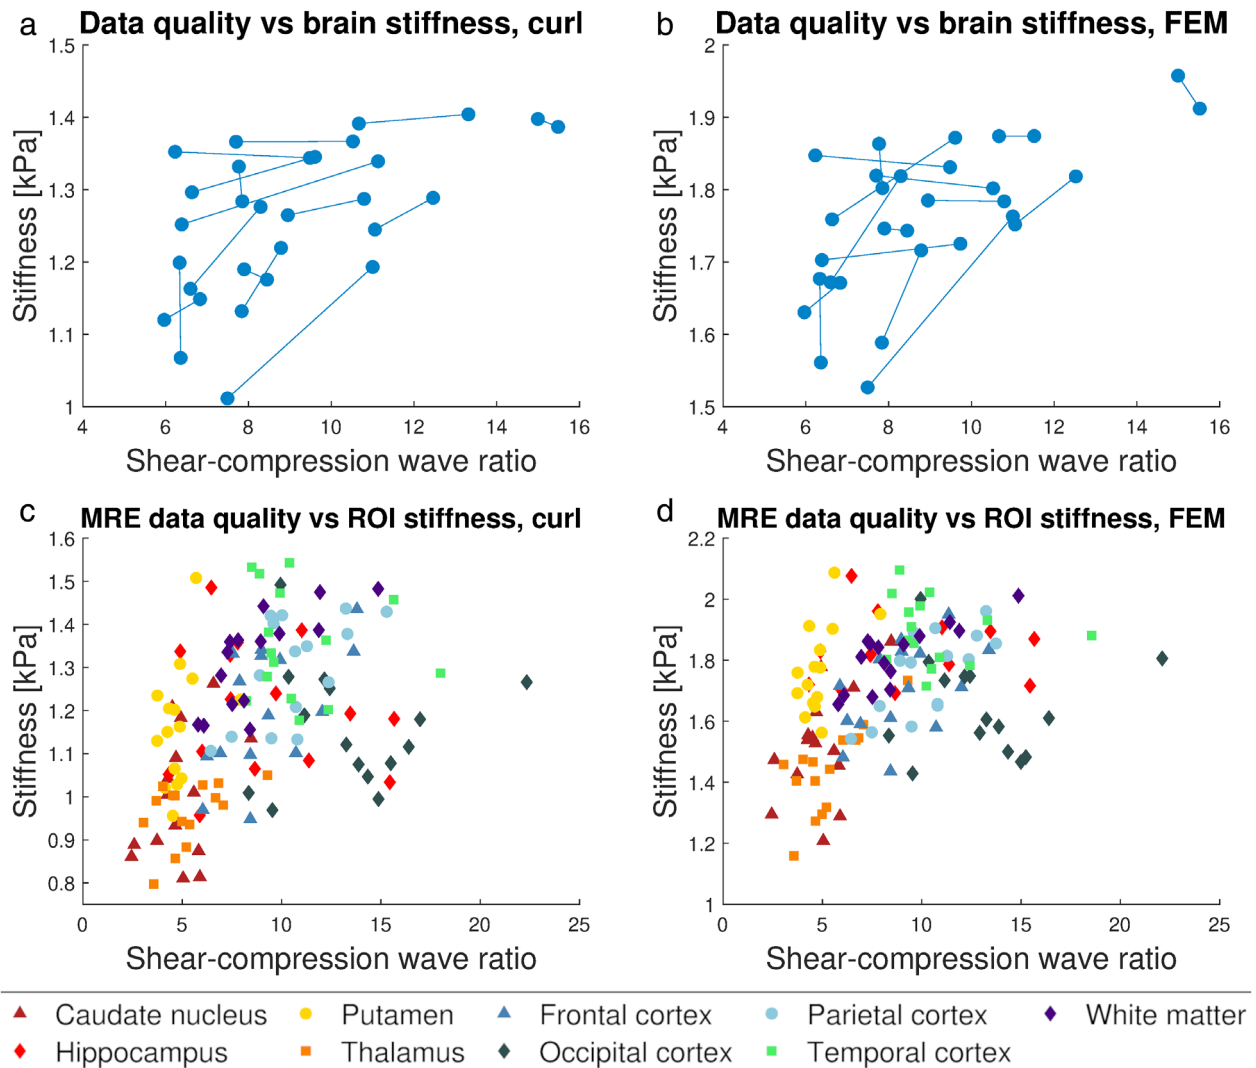 a
Data quality vs brain stiffness, curl
1.5
1.4
1.3
1.2
1.1
1
Stiffness [kPa]
4 6 8 10 12 14 16
Shear-compression wave ratio
b
Data quality vs brain stiffness, FEM
2
1.9
1.8
1.7
1.6
1.5
Stiffness [kPa]
4 6 8 10 12 14 16
Shear-compression wave ratio
c
MRE data quality vs ROI stiffness, curl
1.6
1.5
1.4
1.3
1.2
1.1
1
0.9
0.8
Stiffness [kPa]
0 5 10 15 20 25
Shear-compression wave ratio
d
MRE data quality vs ROI stiffness, FEM
2.2
2
1.8
1.6
1.4
1.2
1
Stiffness [kPa]
0 5 10 15 20 25
Shear-compression wave ratio
Caudate nucleus Putamen Frontal cortex Parietal cortex White matter
Hippocampus Thalamus Occipital cortex Temporal cortex